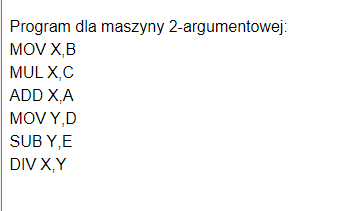 Program dla maszyny 2-argumentowej:
MOV X,B
MUL X,C
ADD X,A
MOV Y,D
SUB Y,E
DIV X,Y